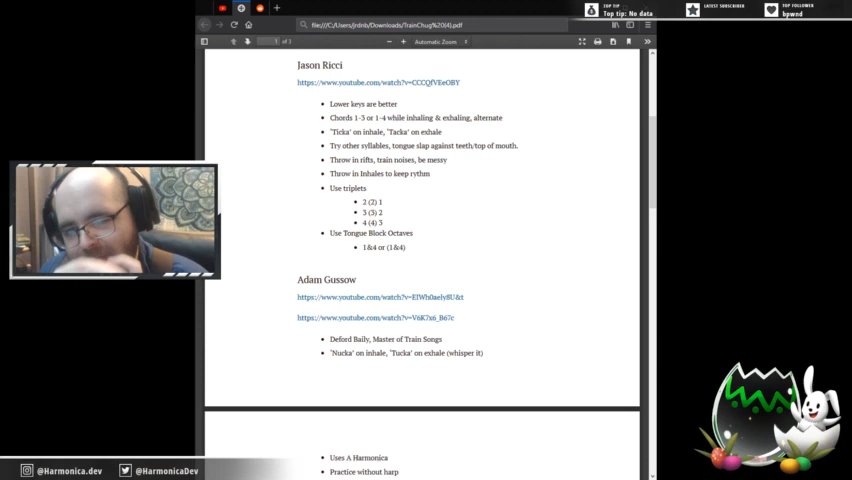 TOP TIP
Top tip: No data
LATEST SUBSCRIBER
TOP FOLLOWER
bpwnd
file:///C:/Users/jrdnb/Downloads/TrainChug%20(4).pdf
1 of 3
Automatic Zoom
Jason Ricci
https://www.youtube.com/watch?v=CCCQfVEeOBY
Lower keys are better
Chords 1-3 or 1-4 while inhaling & exhaling, alternate
'Ticka' on inhale, 'Tacka' on exhale
Try other syllables, tongue slap against teeth/top of mouth.
Throw in rifts, train noises, be messy
Throw in Inhales to keep rythm
Use triplets
2 (2) 1
3 (3) 2
4 (4) 3
Use Tongue Block Octaves
1&4 or (1&4)
Adam Gussow
https://www.youtube.com/watch?v=EIWh0aely8U&t
https://www.youtube.com/watch?v=V6K7x6_B67c
Deford Baily, Master of Train Songs
'Nucka' on inhale, 'Tucka' on exhale (whisper it)
Uses A Harmonica
Practice without harp
@Harmonica.dev
@HarmonicaDev